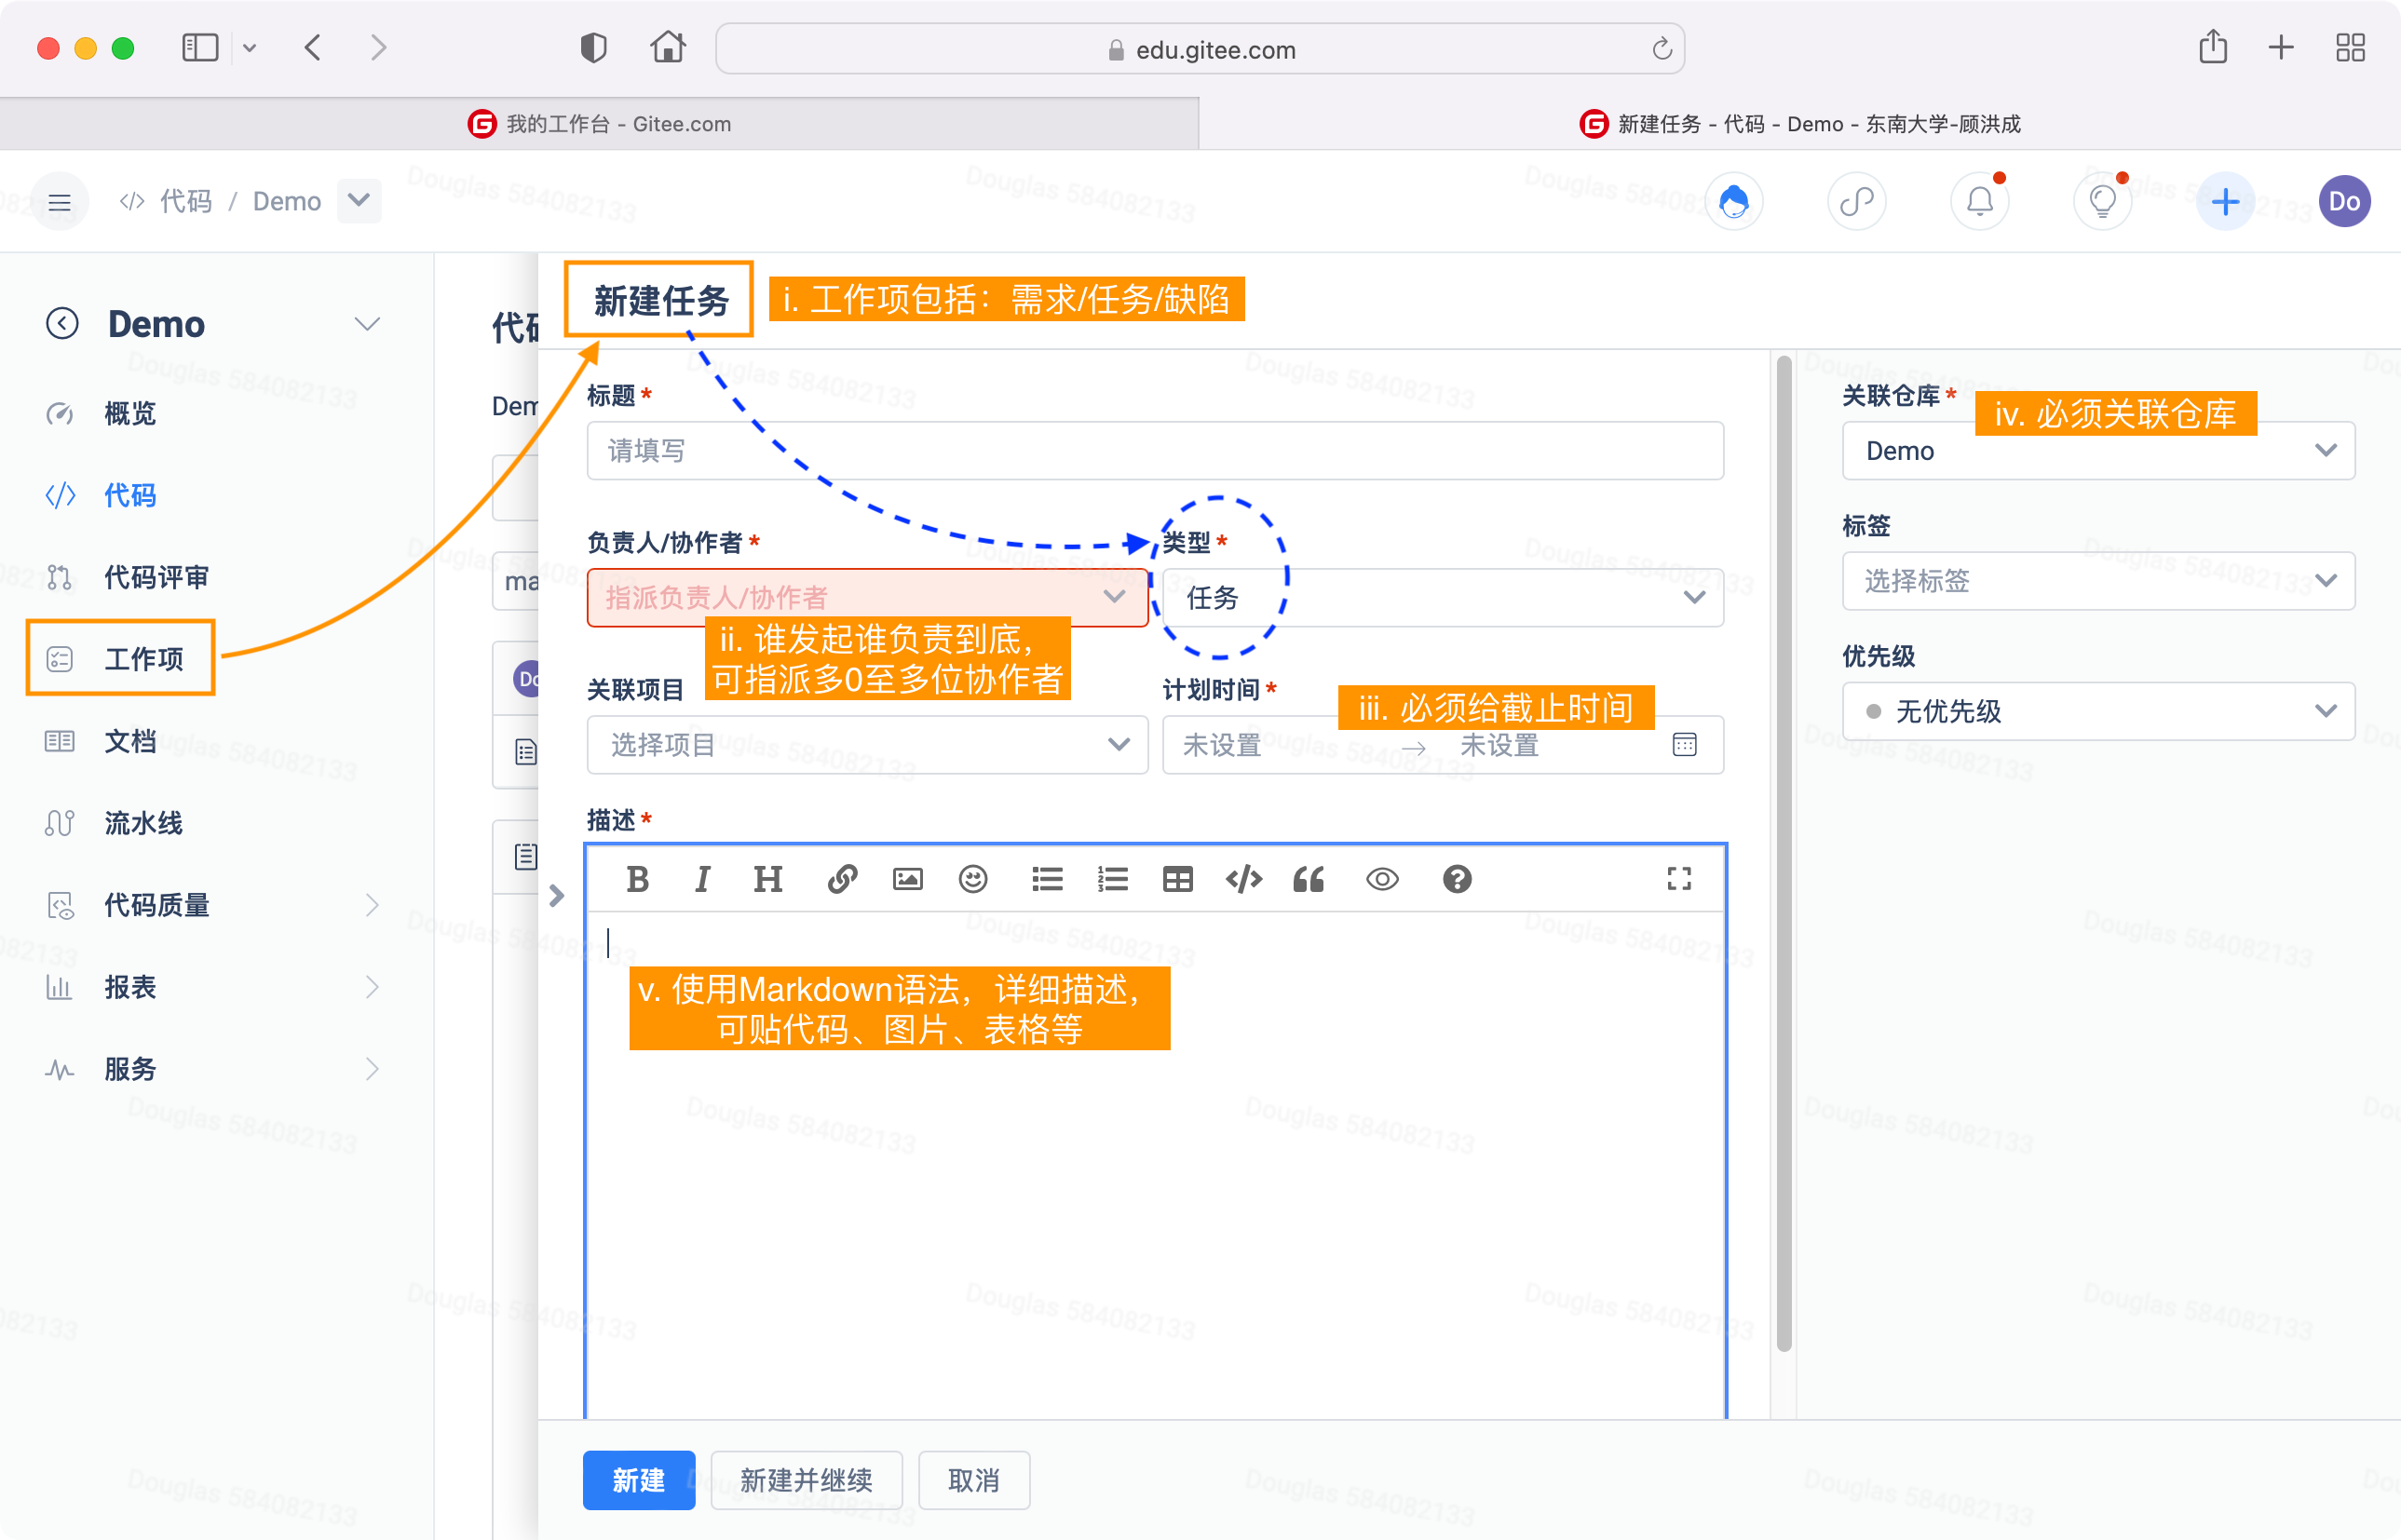 edu.gitee.com
我的工作台 - Gitee.com
新建任务 - 代码 - Demo - 东南大学-顾洪成
代码 / Demo
Do
Demo
概览
代码
代码评审
工作项
文档
流水线
代码质量
报表
服务
新建任务
i. 工作项包括：需求/任务/缺陷
标题*
请填写
负责人/协作者*
类型*
指派负责人/协作者
任务
ii. 谁发起谁负责到底，
可指派多0至多位协作者
关联项目
计划时间*
iii. 必须给截止时间
选择项目
未设置 → 未设置
描述*
B I H
v. 使用Markdown语法，详细描述，
可贴代码、图片、表格等
关联仓库*
iv. 必须关联仓库
Demo
标签
选择标签
优先级
无优先级
新建
新建并继续
取消
Douglas 584082133